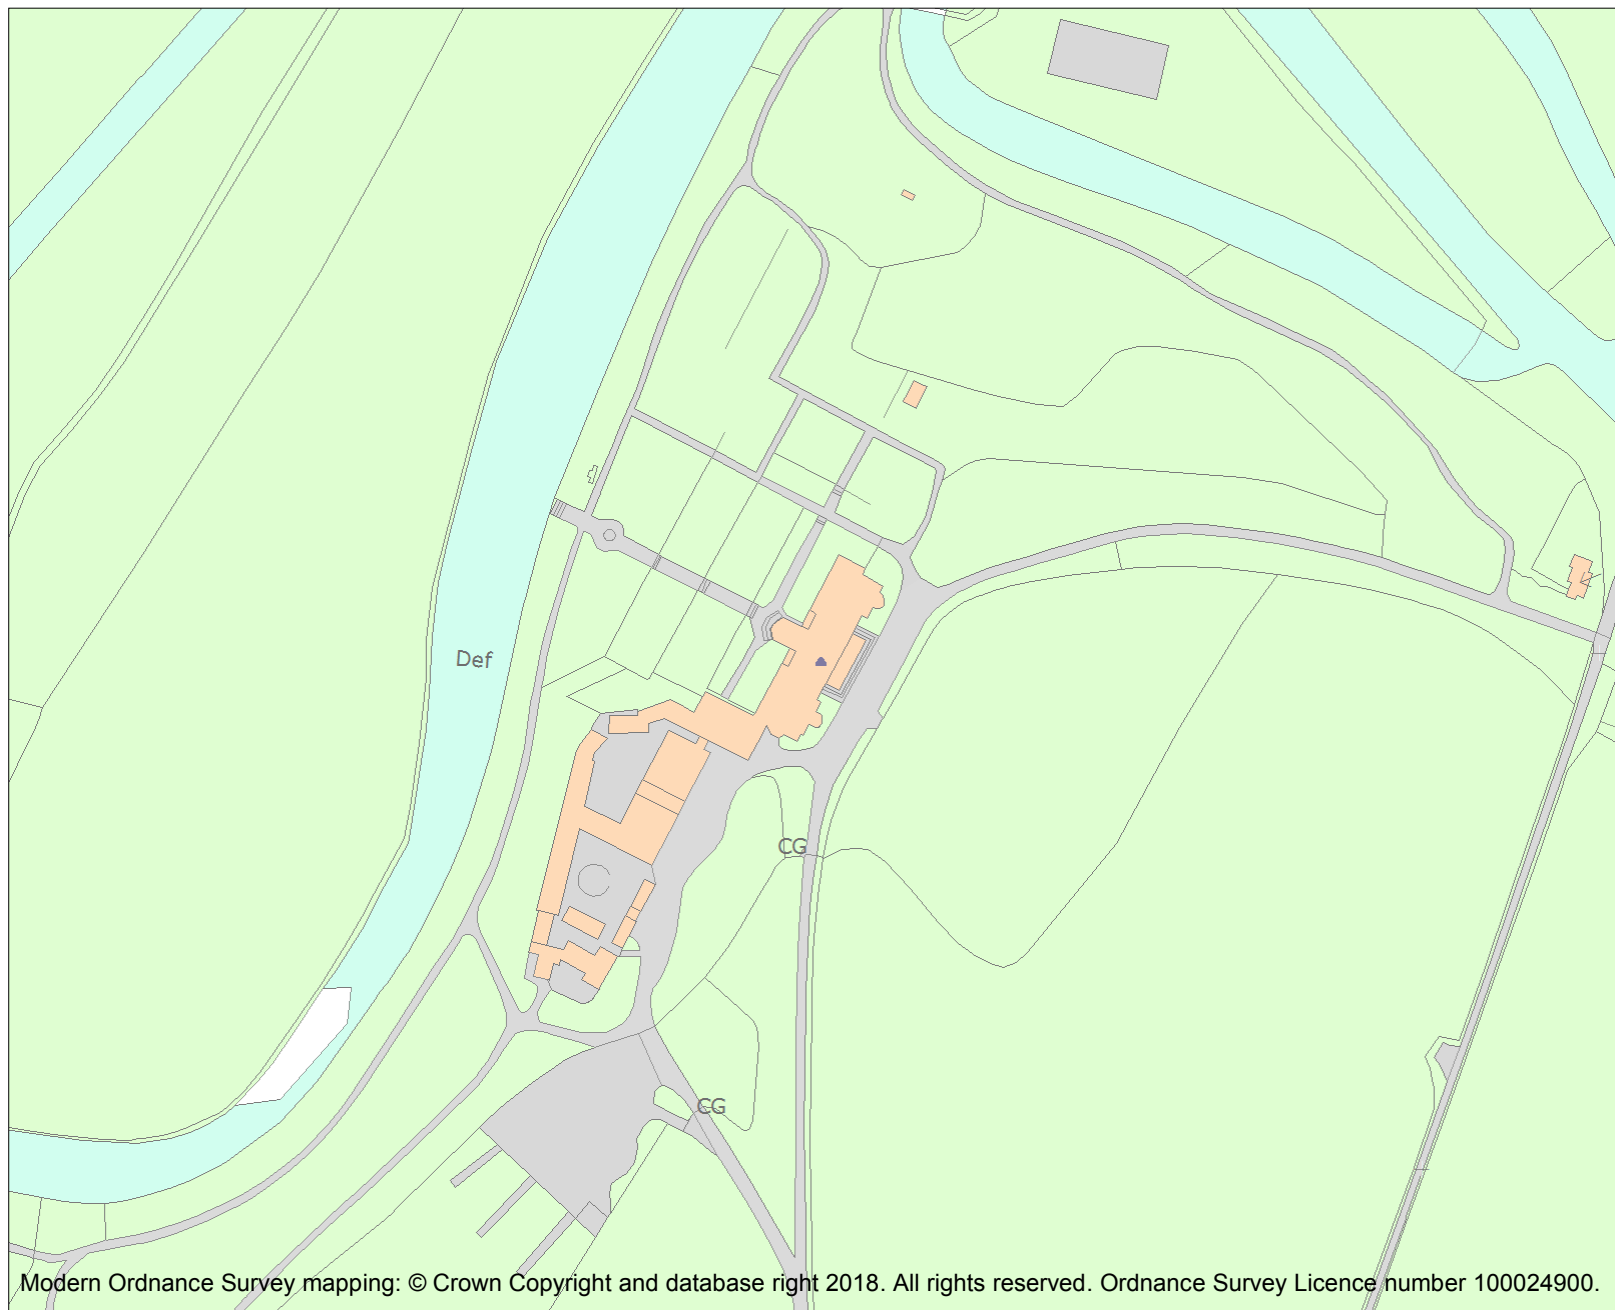 Def
CG
CG
Modern Ordnance Survey mapping: © Crown Copyright and database right 2018. All rights reserved. Ordnance Survey Licence number 100024900.